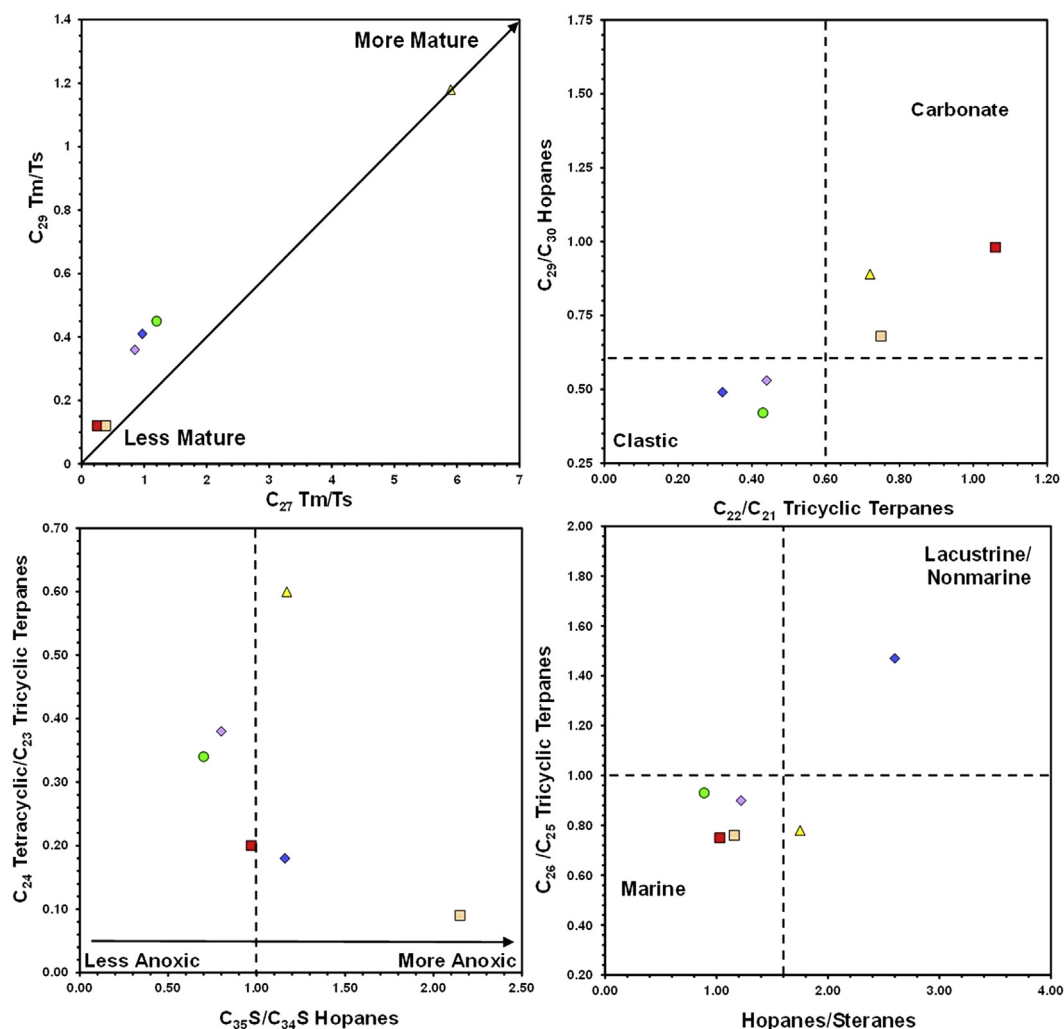 1.4
1.2
1
0.8
0.6
0.4
0.2
0
C₂₉ Tm/Ts
More Mature
Less Mature
0 1 2 3 4 5 6 7
C₂₇ Tm/Ts
1.75
1.50
1.25
1.00
0.75
0.50
0.25
C₂₉/C₃₀ Hopanes
Carbonate
Clastic
0.00 0.20 0.40 0.60 0.80 1.00 1.20
C₂₂/C₂₁ Tricyclic Terpanes
0.70
0.60
0.50
0.40
0.30
0.20
0.10
0.00
C₂₄ Tetracyclic/C₂₃ Tricyclic Terpanes
Less Anoxic More Anoxic
0.00 0.50 1.00 1.50 2.00 2.50
C₃₅S/C₃₄S Hopanes
2.00
1.80
1.60
1.40
1.20
1.00
0.80
0.60
0.40
0.20
C₂₆ /C₂₅ Tricyclic Terpanes
Lacustrine/
Nonmarine
Marine
0.00 1.00 2.00 3.00 4.00
Hopanes/Steranes